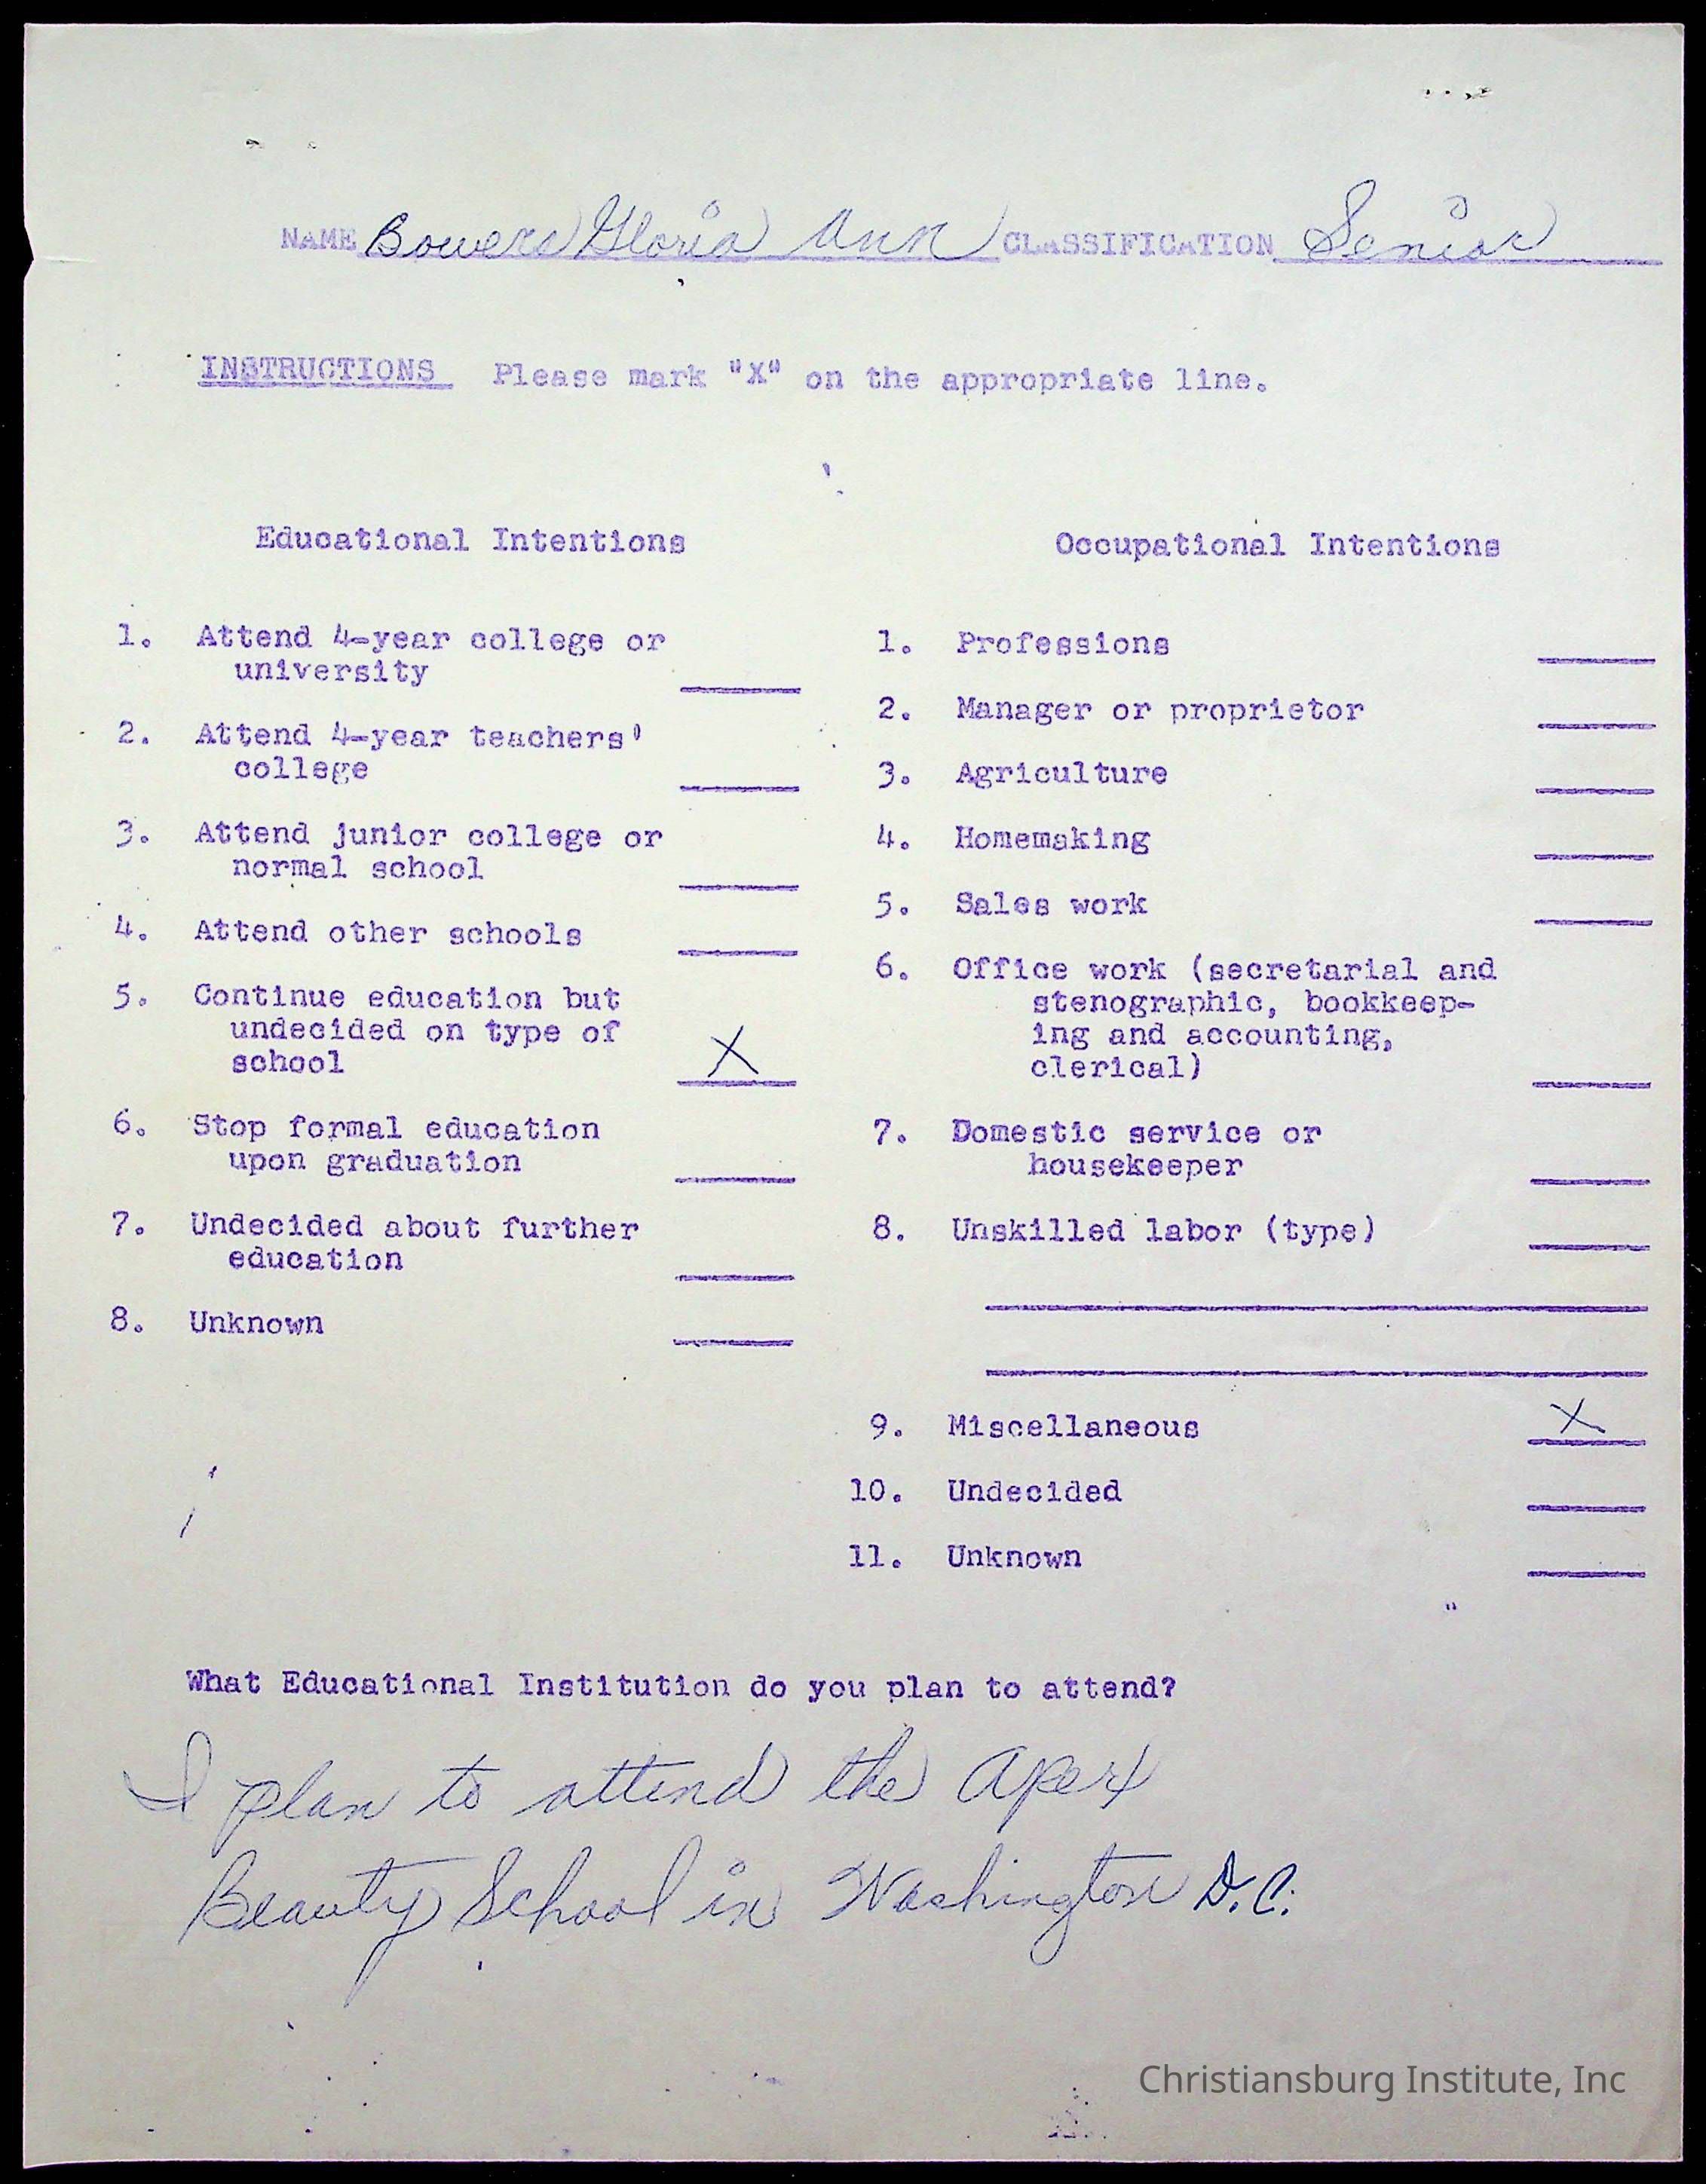 NAME Bowers Gloria Ann CLASSIFICATION Senior
INSTRUCTIONS Please mark "X" on the appropriate line.
Educational Intentions
1. Attend 4-year college or
university
2. Attend 4-year teachers'
college
3. Attend junior college or
normal school
4. Attend other schools
5. Continue education but
undecided on type of
school X
6. Stop formal education
upon graduation
7. Undecided about further
education
8. Unknown
Occupational Intentions
1. Professions
2. Manager or proprietor
3. Agriculture
4. Homemaking
5. Sales work
6. Office work (secretarial and
stenographic, bookkeep-
ing and accounting,
clerical)
7. Domestic service or
housekeeper
8. Unskilled labor (type)
9. Miscellaneous X
10. Undecided
11. Unknown
What Educational Institution do you plan to attend?
I plan to attend the Apex
Beauty School in Washington D.C.
Christiansburg Institute, Inc